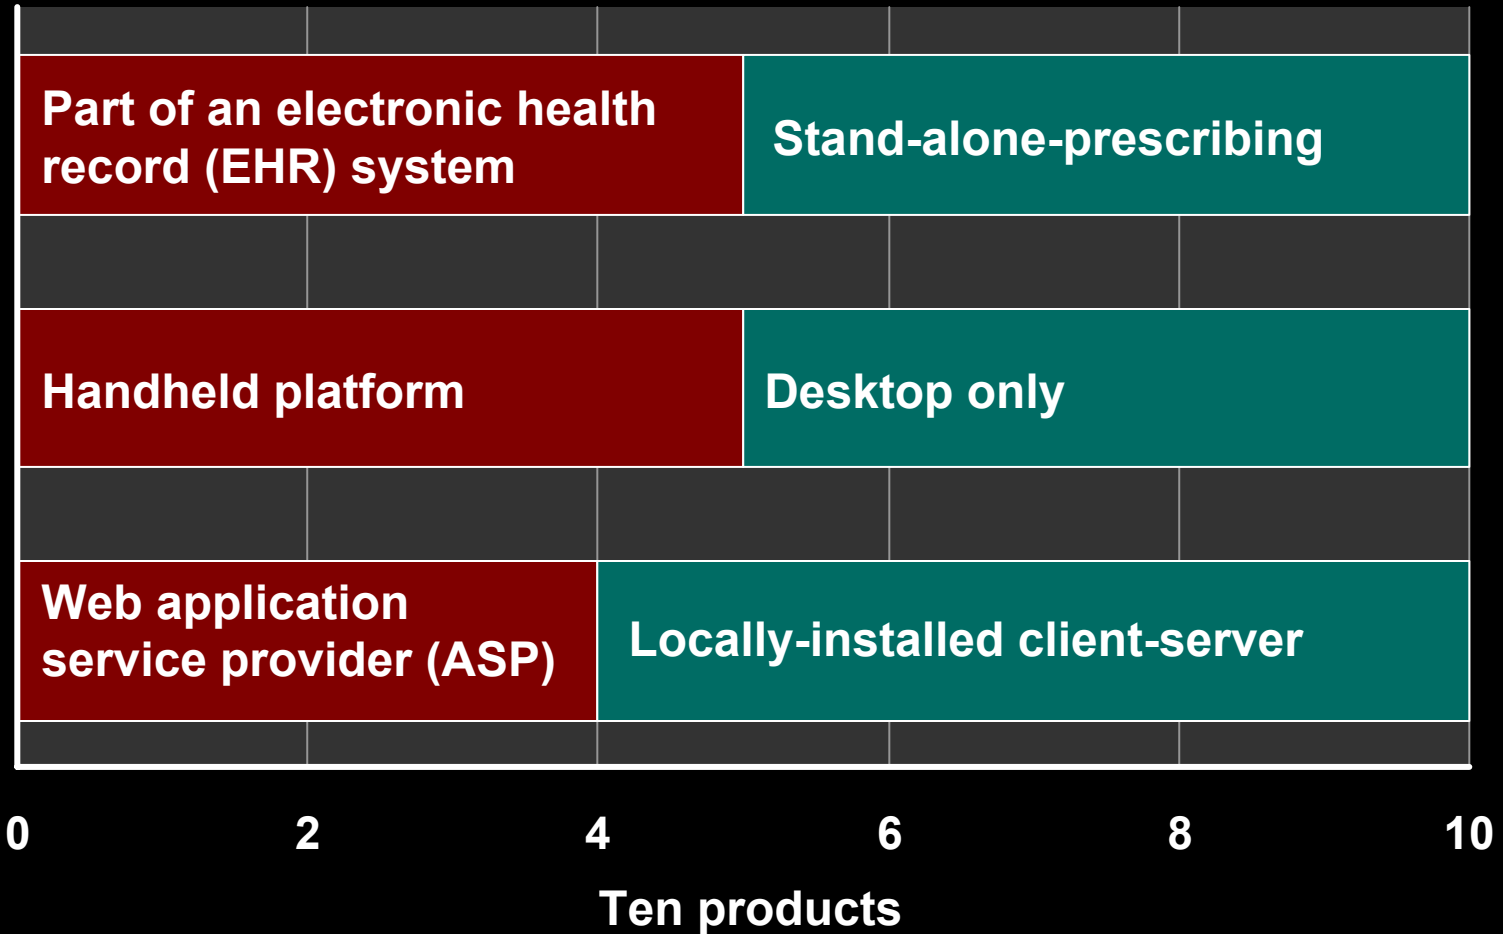 Part of an electronic health
record (EHR) system
Stand-alone-prescribing
Handheld platform
Desktop only
Web application
service provider (ASP)
Locally-installed client-server
0 2 4 6 8 10
Ten products